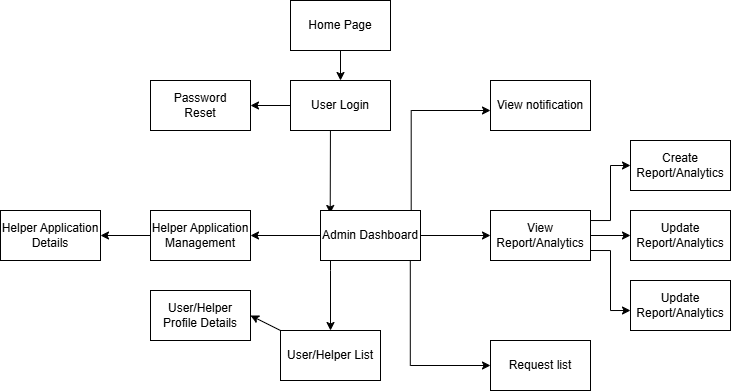 Home Page
Password
Reset
User Login
View notification
Create
Report/Analytics
Helper Application
Details
Helper Application
Management
Admin Dashboard
View
Report/Analytics
Update
Report/Analytics
User/Helper
Profile Details
Update
Report/Analytics
User/Helper List
Request list